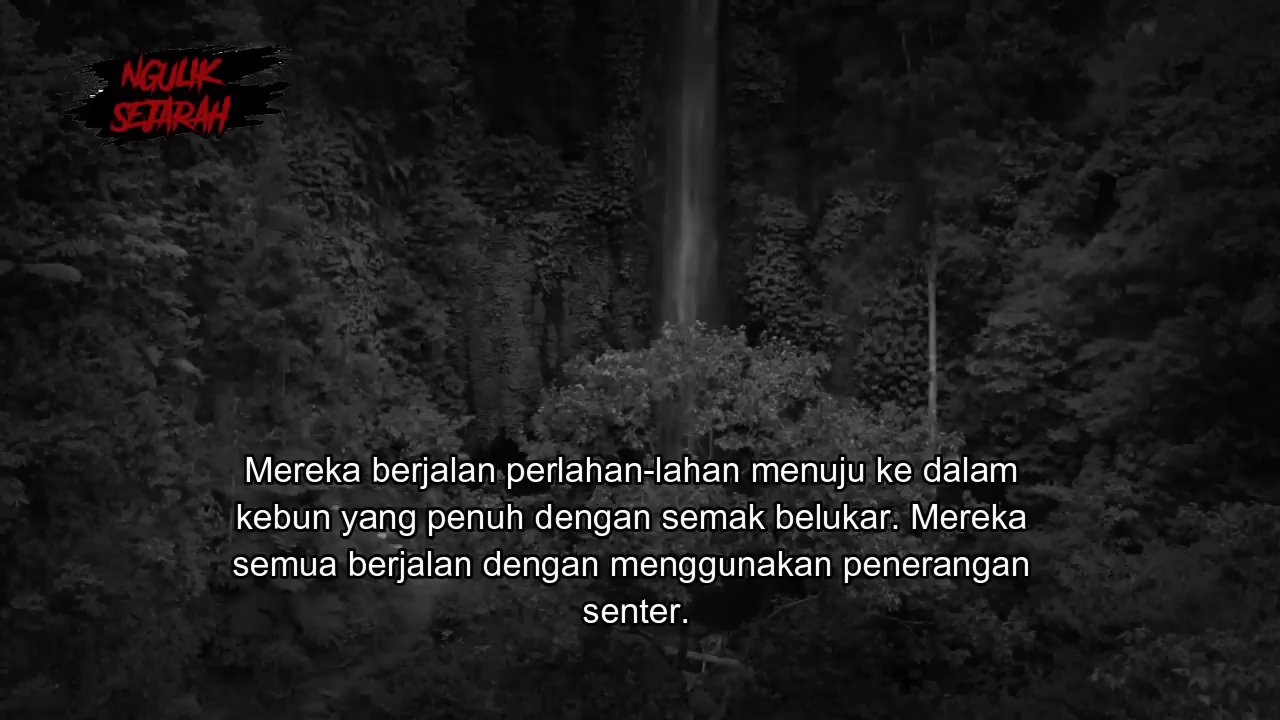 NGULIK
SEJARAH
Mereka berjalan perlahan-lahan menuju ke dalam
kebun yang penuh dengan semak belukar. Mereka
semua berjalan dengan menggunakan penerangan
senter.